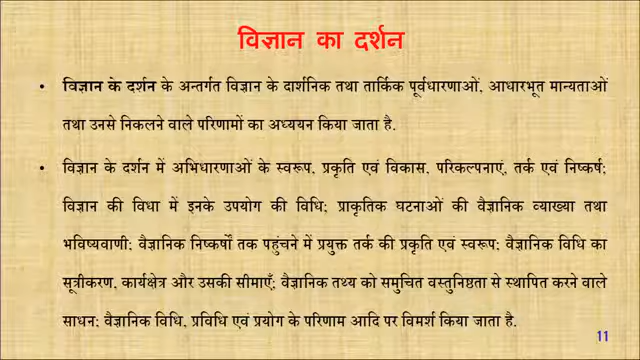 विज्ञान का दर्शन
• विज्ञान के दर्शन के अन्तर्गत विज्ञान के दार्शनिक तथा तार्किक पूर्वधारणाओं, आधारभूत मान्यताओं
तथा उनसे निकलने वाले परिणामों का अध्ययन किया जाता है.
• विज्ञान के दर्शन में अभिधारणाओं के स्वरूप, प्रकृति एवं विकास, परिकल्पनाएं, तर्क एवं निष्कर्ष;
विज्ञान की विधा में इनके उपयोग की विधि; प्राकृतिक घटनाओं की वैज्ञानिक व्याख्या तथा
भविष्यवाणी; वैज्ञानिक निष्कर्षों तक पहुंचने में प्रयुक्त तर्क की प्रकृति एवं स्वरूप; वैज्ञानिक विधि का
सूत्रीकरण, कार्यक्षेत्र और उसकी सीमाएँ; वैज्ञानिक तथ्य को समुचित वस्तुनिष्ठता से स्थापित करने वाले
साधन; वैज्ञानिक विधि, प्रविधि एवं प्रयोग के परिणाम आदि पर विमर्श किया जाता है.
11